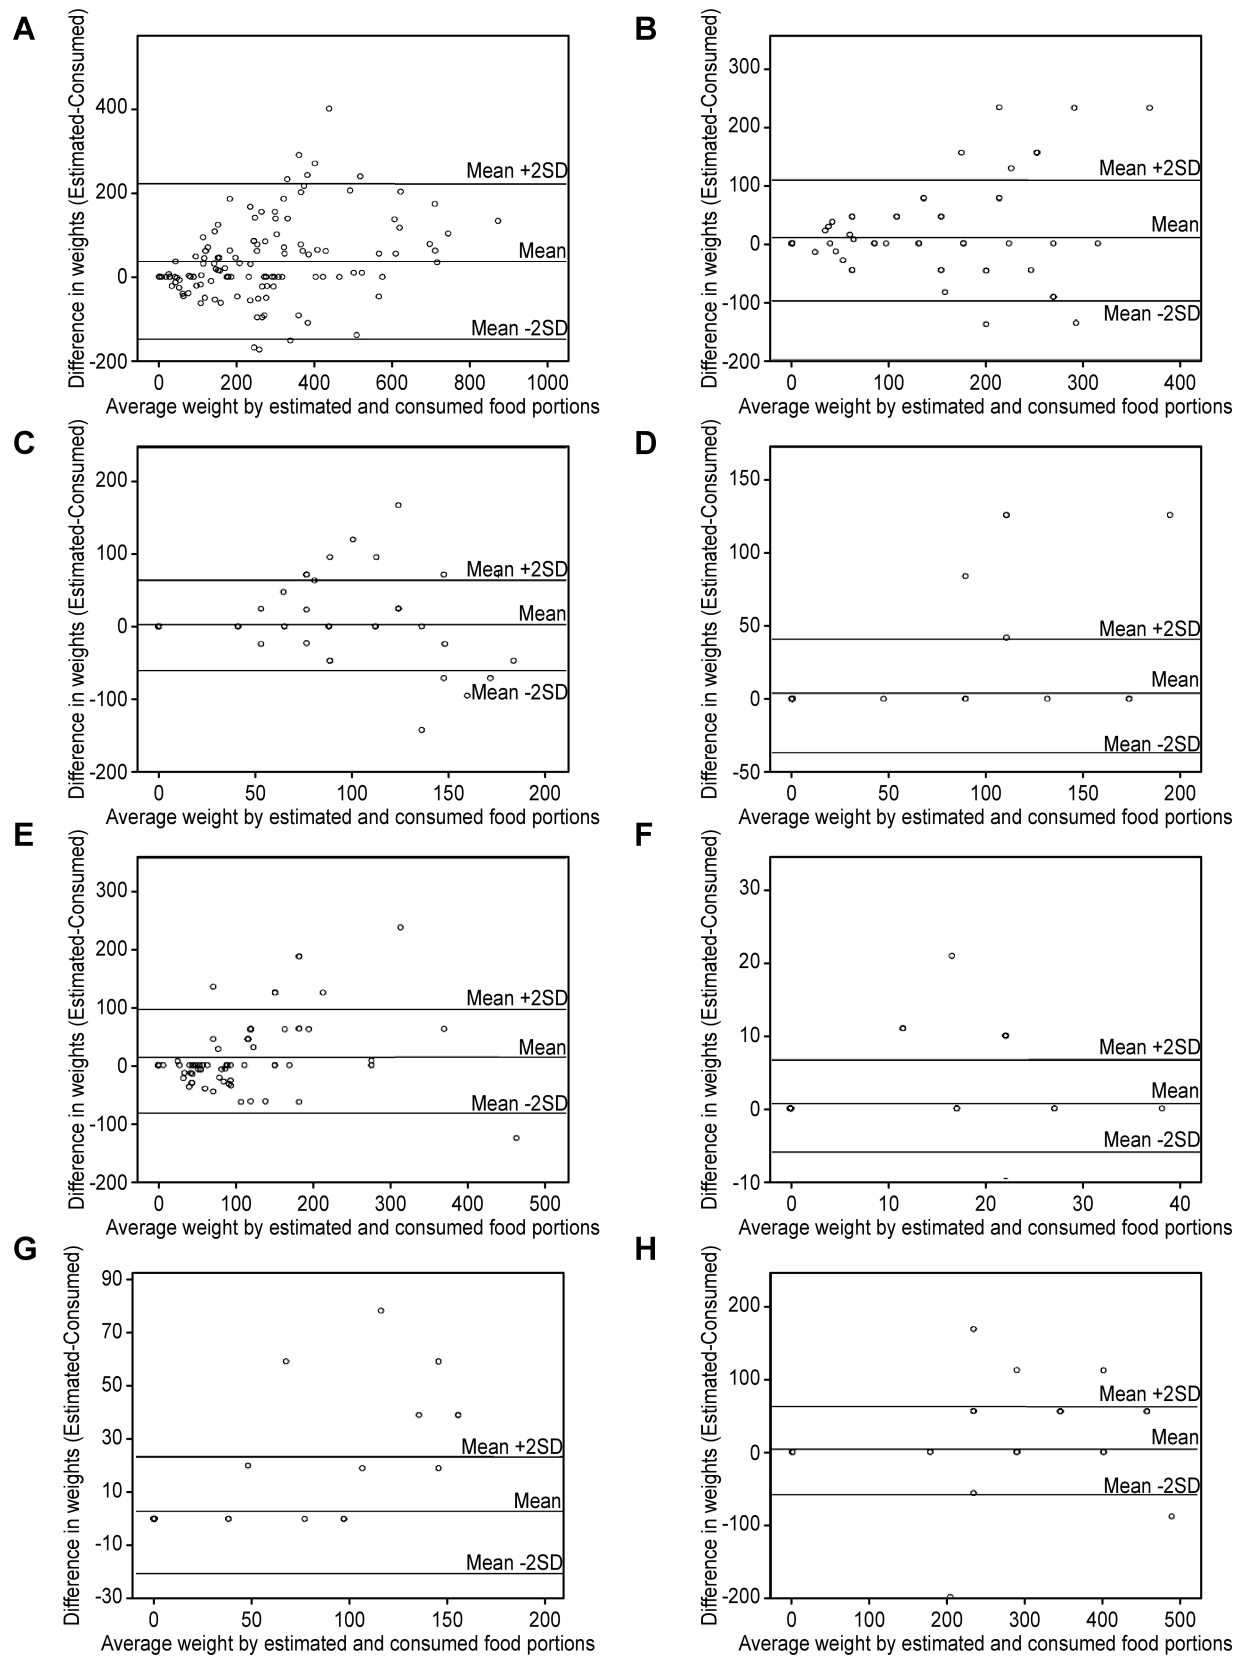 A
Difference in weights (Estimated-Consumed)
400
200
0
-200
Mean +2SD
Mean
Mean -2SD
0 200 400 600 800 1000
Average weight by estimated and consumed food portions
B
Difference in weights (Estimated-Consumed)
300
200
100
0
-100
-200
Mean +2SD
Mean
Mean -2SD
0 100 200 300 400
Average weight by estimated and consumed food portions
C
Difference in weights (Estimated-Consumed)
200
100
0
-100
-200
Mean +2SD
Mean
Mean -2SD
0 50 100 150 200
Average weight by estimated and consumed food portions
D
Difference in weights (Estimated-Consumed)
150
100
50
0
-50
Mean +2SD
Mean
Mean -2SD
0 50 100 150 200
Average weight by estimated and consumed food portions
E
Difference in weights (Estimated-Consumed)
300
200
100
0
-100
-200
Mean +2SD
Mean
Mean -2SD
0 100 200 300 400 500
Average weight by estimated and consumed food portions
F
Difference in weights (Estimated-Consumed)
30
20
10
0
-10
Mean +2SD
Mean
Mean -2SD
0 10 20 30 40
Average weight by estimated and consumed food portions
G
Difference in weights (Estimated-Consumed)
90
70
50
30
10
-10
-30
Mean +2SD
Mean
Mean -2SD
0 50 100 150 200
Average weight by estimated and consumed food portions
H
Difference in weights (Estimated-Consumed)
200
100
0
-100
-200
Mean +2SD
Mean
Mean -2SD
0 100 200 300 400 500
Average weight by estimated and consumed food portions